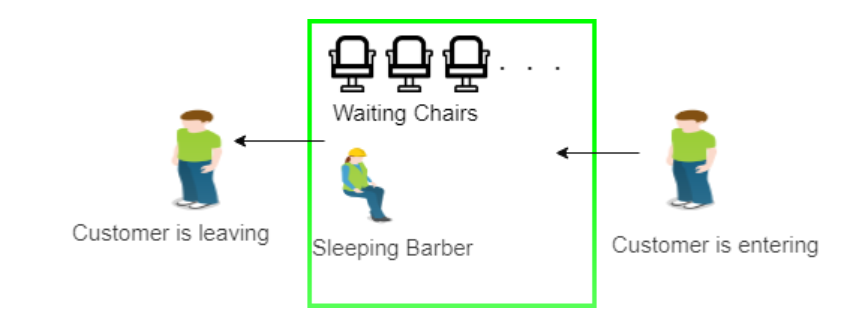 . . .
Waiting Chairs
Customer is leaving
Sleeping Barber
Customer is entering